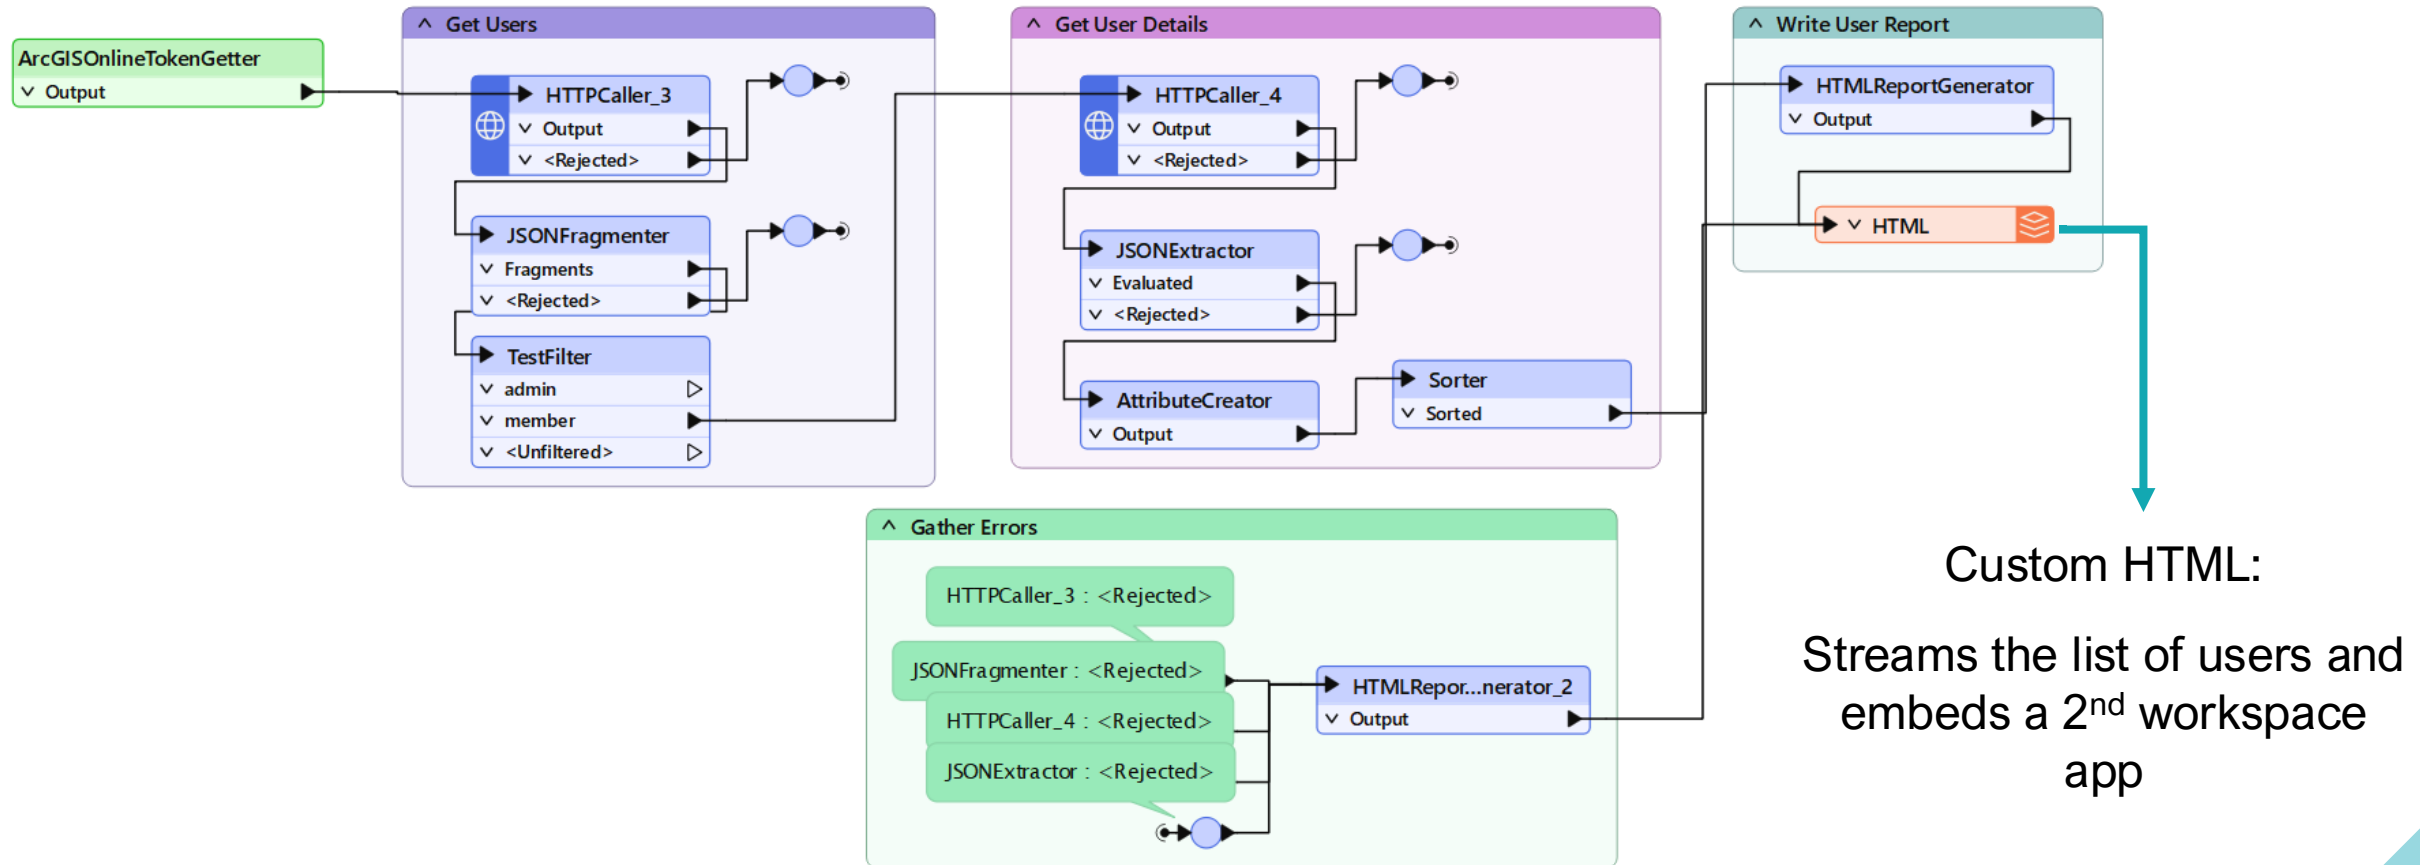 ArcGISOnlineTokenGetter
Output
Get Users
HTTPCaller_3
Output
<Rejected>
JSONFragmenter
Fragments
<Rejected>
TestFilter
admin
member
<Unfiltered>
Get User Details
HTTPCaller_4
Output
<Rejected>
JSONExtractor
Evaluated
<Rejected>
AttributeCreator
Output
Sorter
Sorted
Write User Report
HTMLReportGenerator
Output
HTML
Gather Errors
HTTPCaller_3 : <Rejected>
JSONFragmenter : <Rejected>
HTTPCaller_4 : <Rejected>
JSONExtractor : <Rejected>
HTMLRepor...nerator_2
Output
Custom HTML:
Streams the list of users and
embeds a 2nd workspace
app